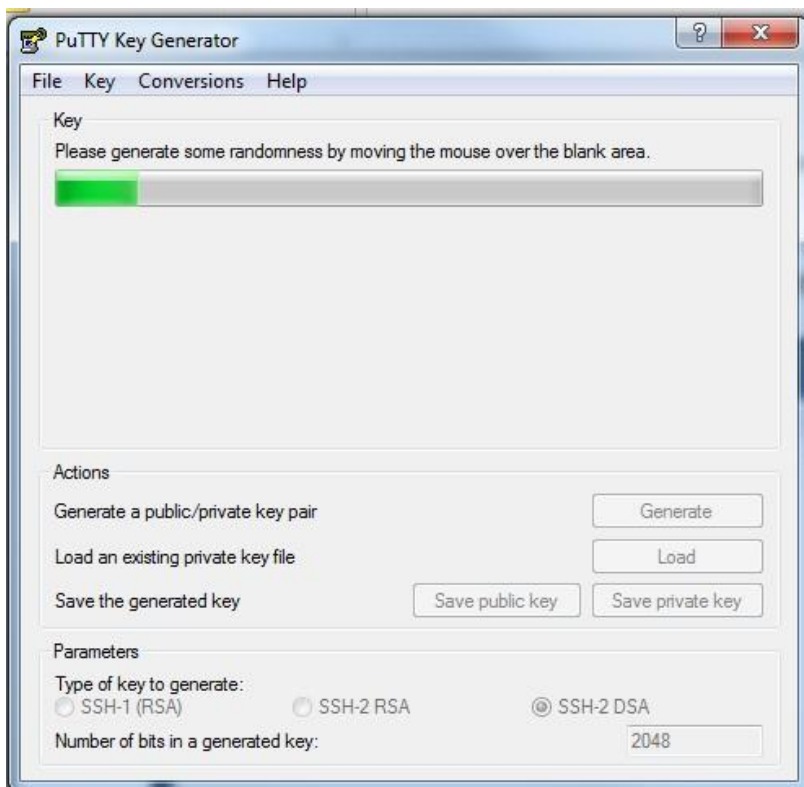 PuTTY Key Generator
File Key Conversions Help
Key
Please generate some randomness by moving the mouse over the blank area.
Actions
Generate a public/private key pair Generate
Load an existing private key file Load
Save the generated key Save public key Save private key
Parameters
Type of key to generate:
SSH-1 (RSA) SSH-2 RSA SSH-2 DSA
Number of bits in a generated key: 2048